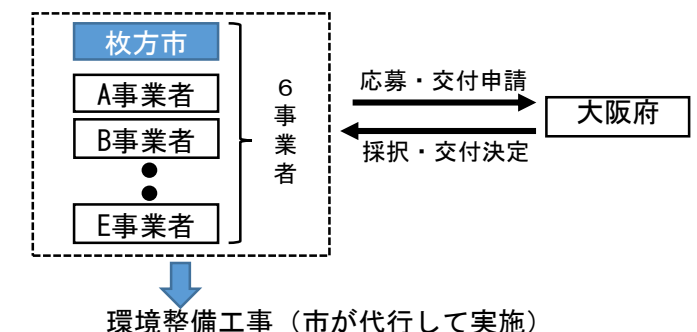 枚方市
A事業者
B事業者
●
●
E事業者
６事業者
応募・交付申請
採択・交付決定
大阪府
環境整備工事（市が代行して実施）